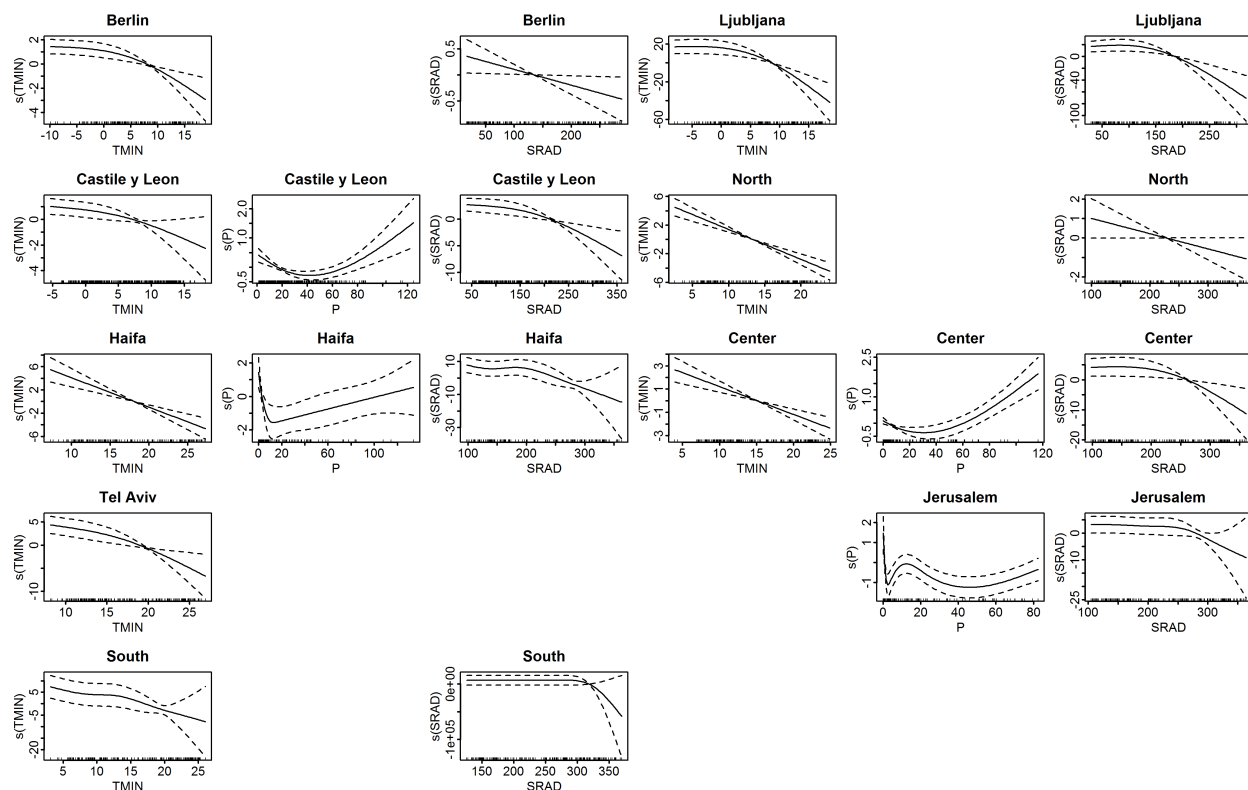 Berlin
s(TMIN)
2
0
-2
-4
-10 -5 0 5 10 15
TMIN
Berlin
s(SRAD)
0.5
-0.5
50 100 200
SRAD
Ljubljana
s(TMIN)
20
-20
-60
-5 0 5 10 15
TMIN
Ljubljana
s(SRAD)
0
-40
-100
50 150 250
SRAD
Castile y Leon
s(TMIN)
0
-2
-4
-5 0 5 10 15
TMIN
Castile y Leon
s(P)
2.0
1.0
-0.5
0 20 40 60 80 120
P
Castile y Leon
s(SRAD)
0
-5
-10
50 150 250 350
SRAD
North
s(TMIN)
6
2
-2
-6
5 10 15 20
TMIN
North
s(SRAD)
2
1
0
-2
100 200 300
SRAD
Haifa
s(TMIN)
6
2
-2
-6
10 15 20 25
TMIN
Haifa
s(P)
2
0
-2
0 20 60 100
P
Haifa
s(SRAD)
10
-10
-30
100 200 300
SRAD
Center
s(TMIN)
3
1
-1
-3
5 10 15 20 25
TMIN
Center
s(P)
2.5
1.5
0.5
-0.5
0 20 40 60 80 120
P
Center
s(SRAD)
0
-10
-20
100 200 300
SRAD
Tel Aviv
s(TMIN)
5
0
-10
10 15 20 25
TMIN
Jerusalem
s(P)
2
1
-1
0 20 40 60 80
P
Jerusalem
s(SRAD)
5
-5
-15
-25
100 200 300
SRAD
South
s(TMIN)
5
-5
-20
5 10 15 20 25
TMIN
South
s(SRAD)
0e+00
-1e+05
150 200 250 300 350
SRAD